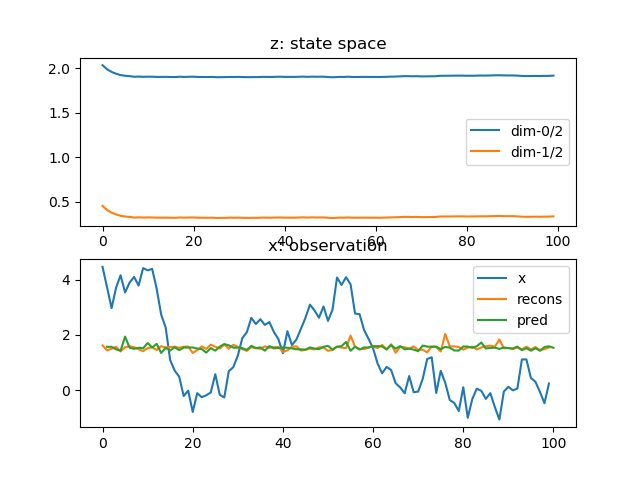 z: state space
2.0
1.5
1.0
0.5
dim-0/2
dim-1/2
0 20 40 60 80 100
x: observation
4
2
0
x
recons
pred
0 20 40 60 80 100